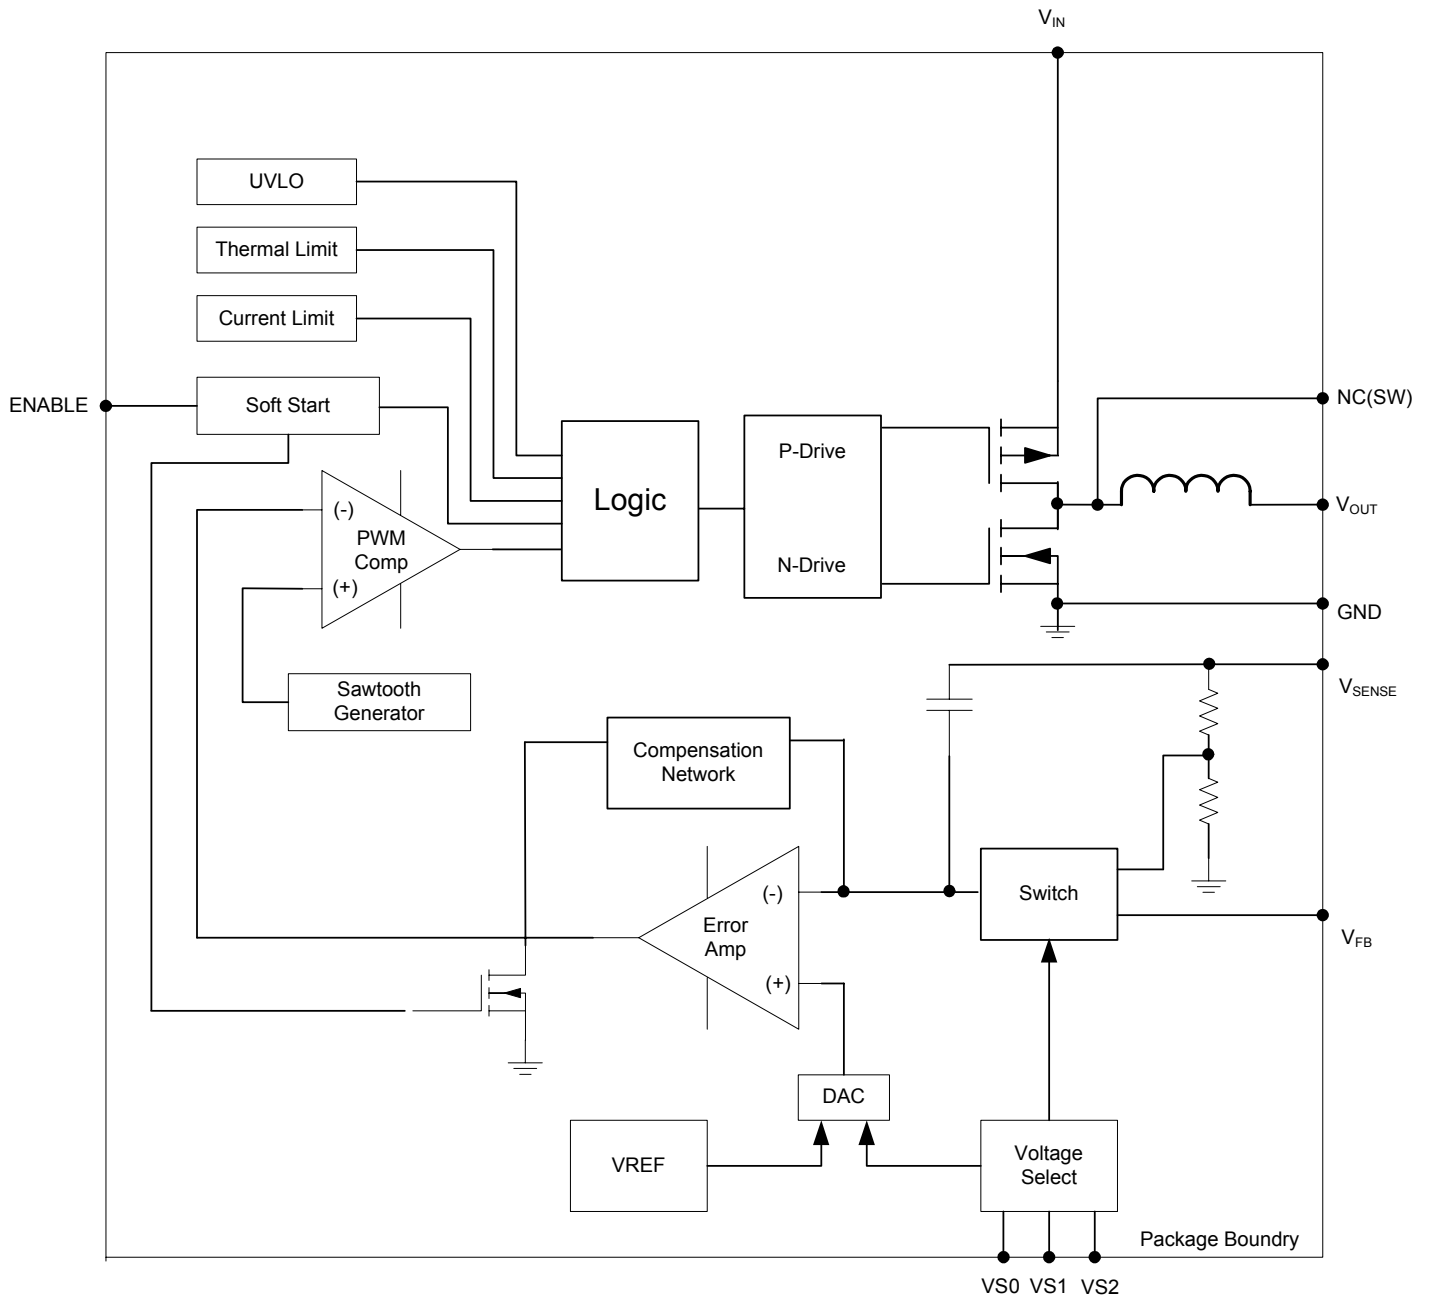 VIN
UVLO
Thermal Limit
Current Limit
ENABLE
Soft Start
NC(SW)
P-Drive
Logic
(-)
PWM
Comp
(+)
VOUT
N-Drive
GND
Sawtooth
Generator
VSENSE
Compensation
Network
(-)
Error
Amp
(+)
Switch
VFB
DAC
VREF
Voltage
Select
Package Boundry
VS0
VS1
VS2